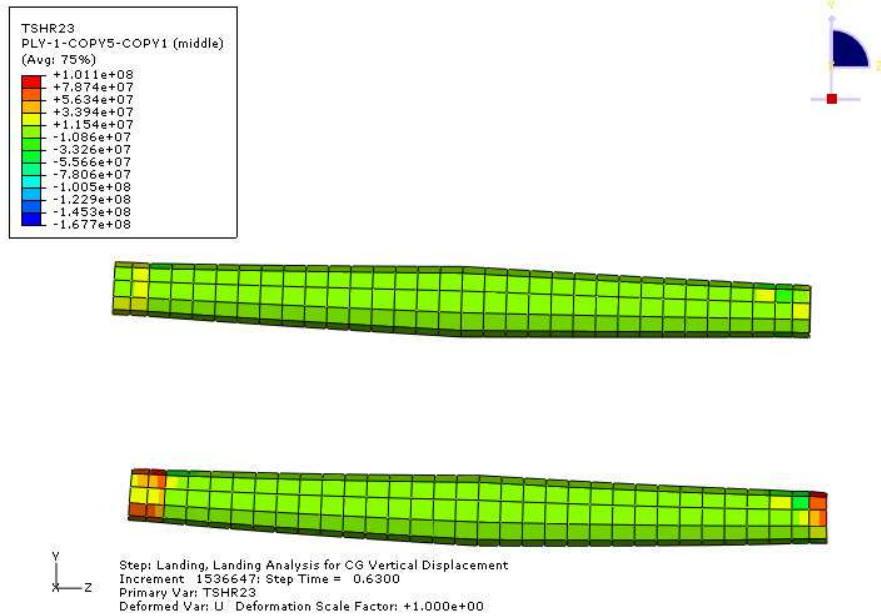 TSHR23
PLY-1-COPY5-COPY1 (middle)
(Avg: 75%)
+1.011e+08
+7.874e+07
+5.634e+07
+3.394e+07
+1.154e+07
-1.086e+07
-3.326e+07
-5.566e+07
-7.806e+07
-1.005e+08
-1.229e+08
-1.453e+08
-1.677e+08
Y
Z
Y
Z
Step: Landing, Landing Analysis for CG Vertical Displacement
Increment 1536647: Step Time = 0.6300
Primary Var: TSHR23
Deformed Var: U Deformation Scale Factor: +1.000e+00